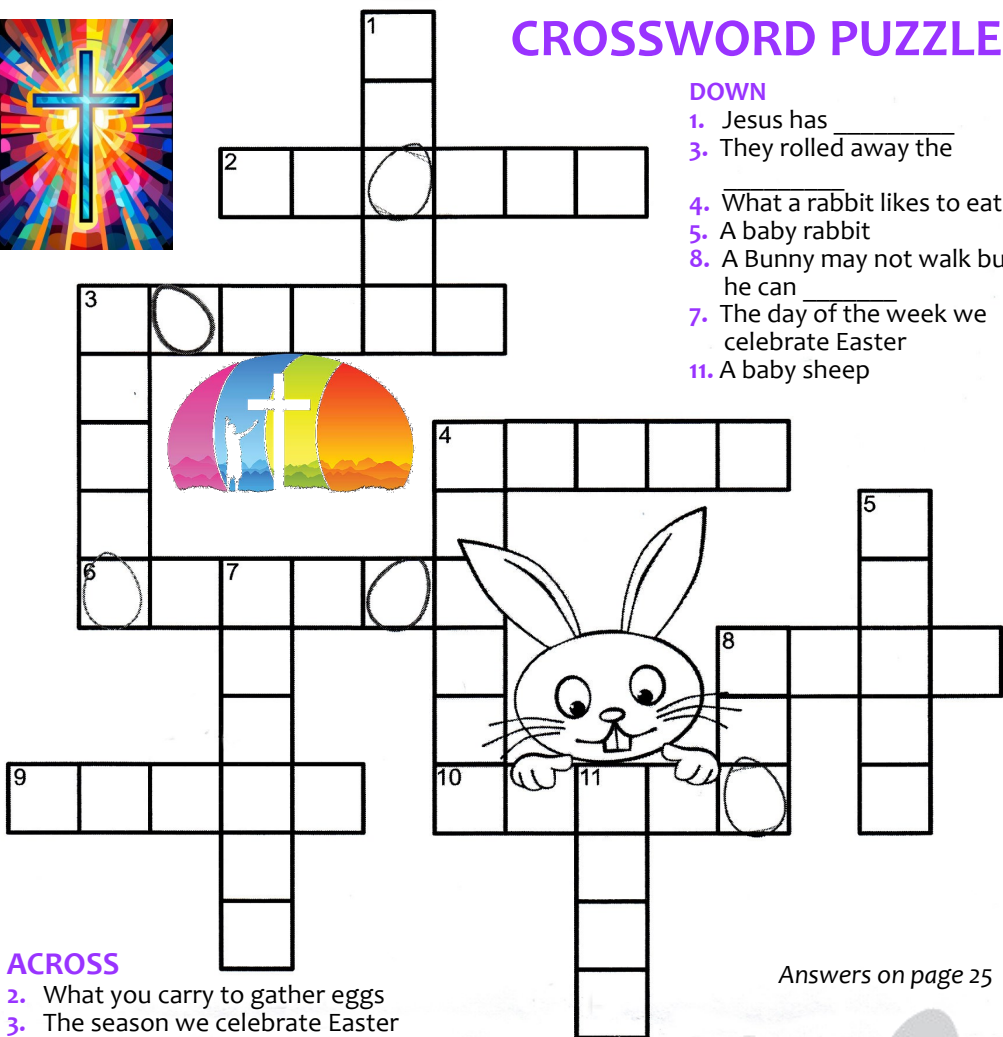 CROSSWORD PUZZLE
DOWN
1. Jesus has _________
3. They rolled away the
_________
4. What a rabbit likes to eat
5. A baby rabbit
8. A Bunny may not walk bu
he can _______
7. The day of the week we
celebrate Easter
11. A baby sheep
1
2
3
4
5
6
7
8
9
10
11
ACROSS
2. What you carry to gather eggs
3. The season we celebrate Easter
Answers on page 25